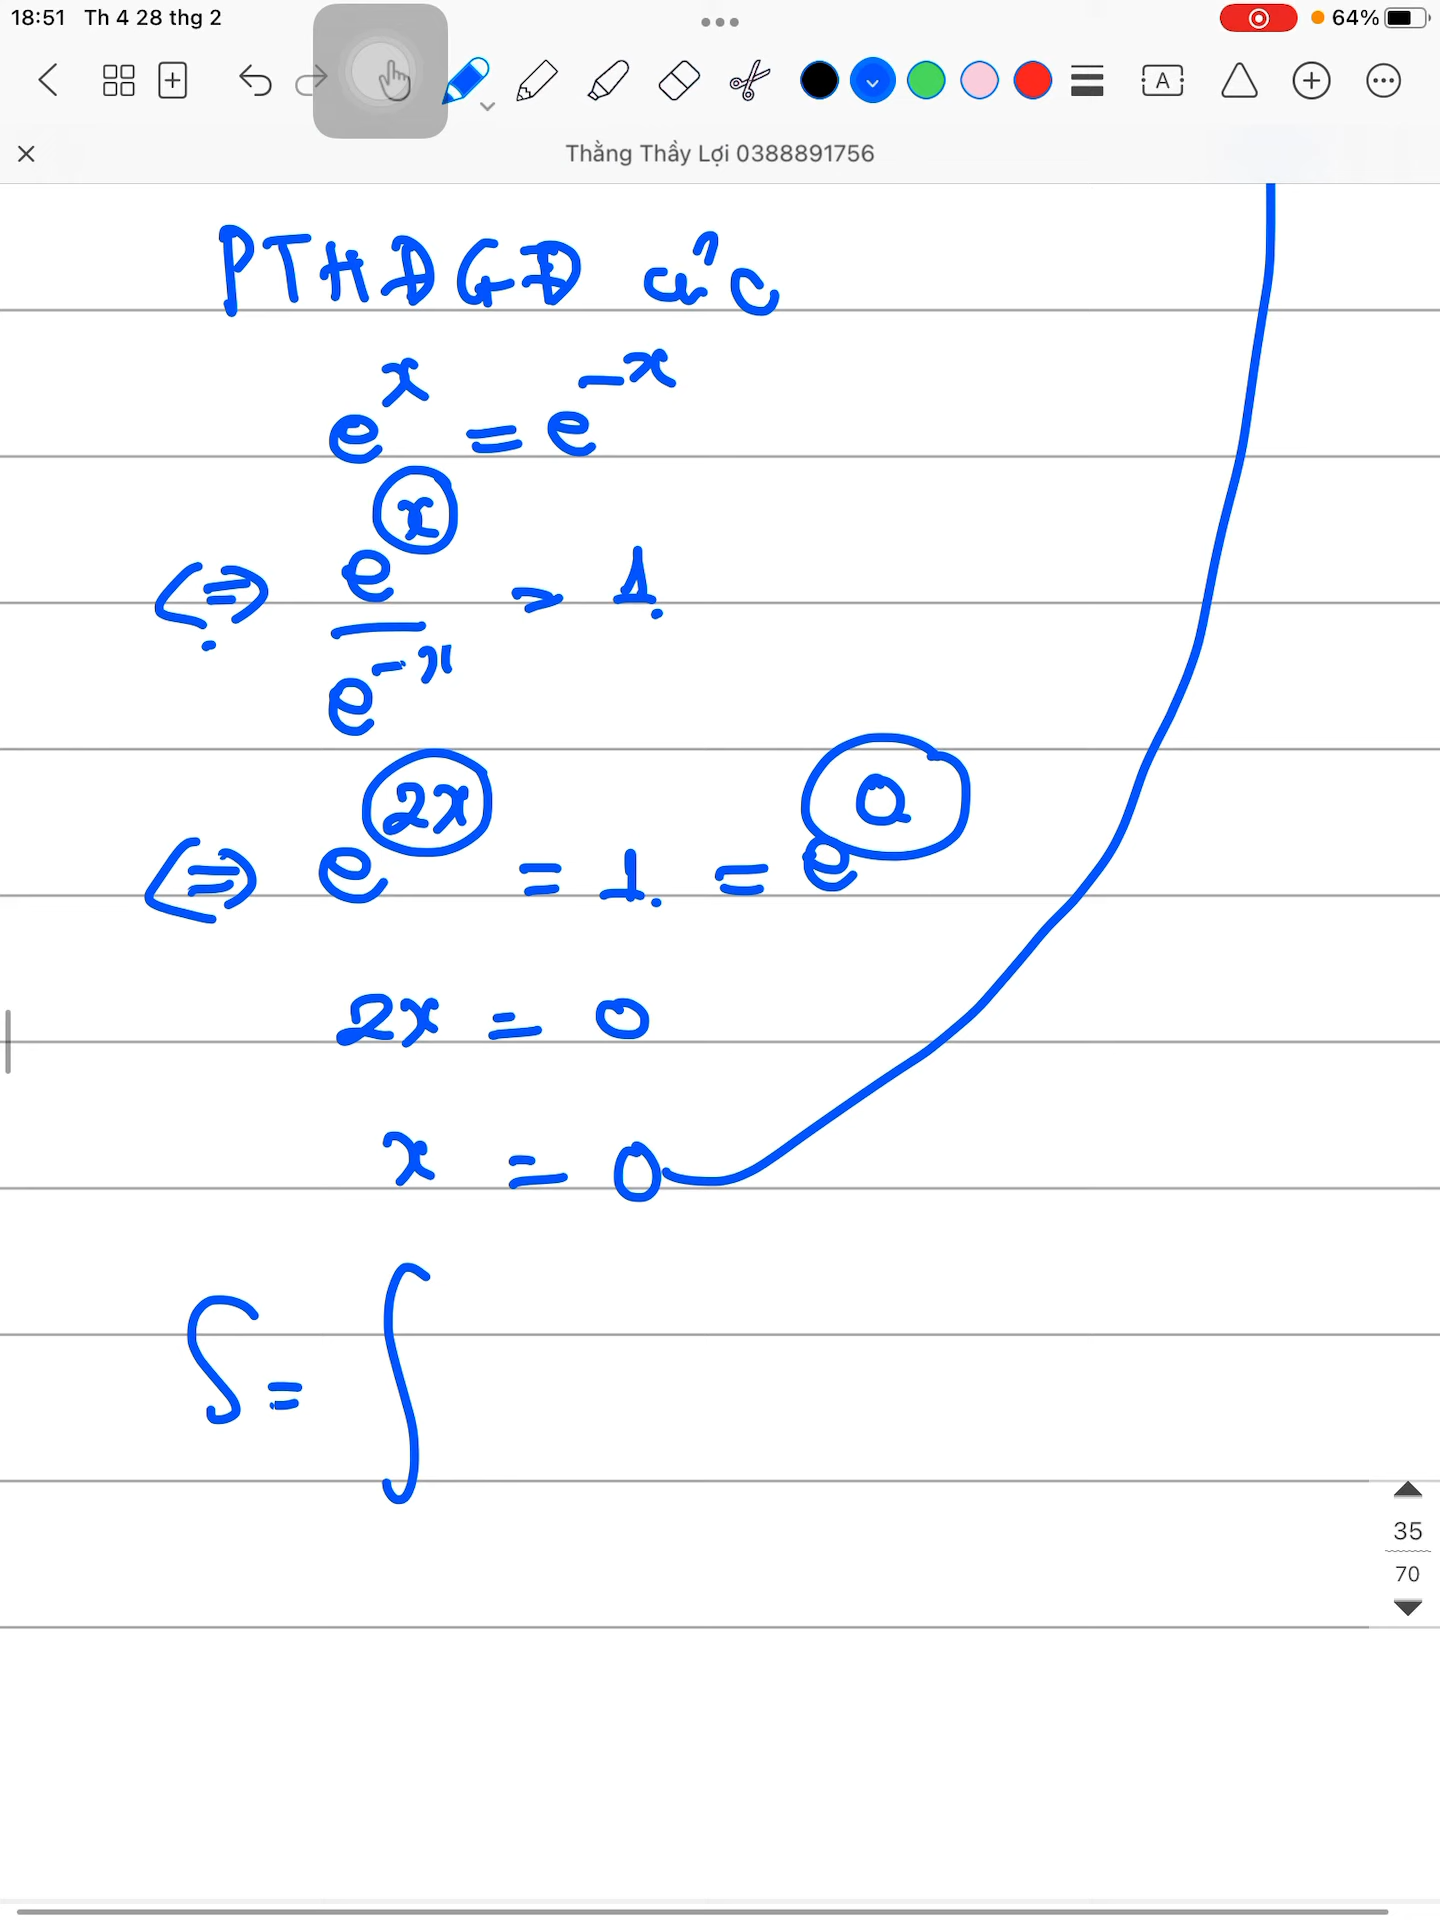 18:51 Th 4 28 thg 2
64%
A
Thằng Thầy Lợi 0388891756
PTHĐGĐ của
e^x = e^-x
<=> e^x / e^-x = 1.
<=> e^2x = 1. = e^0
2x = 0
x = 0
S = ∫
35
70